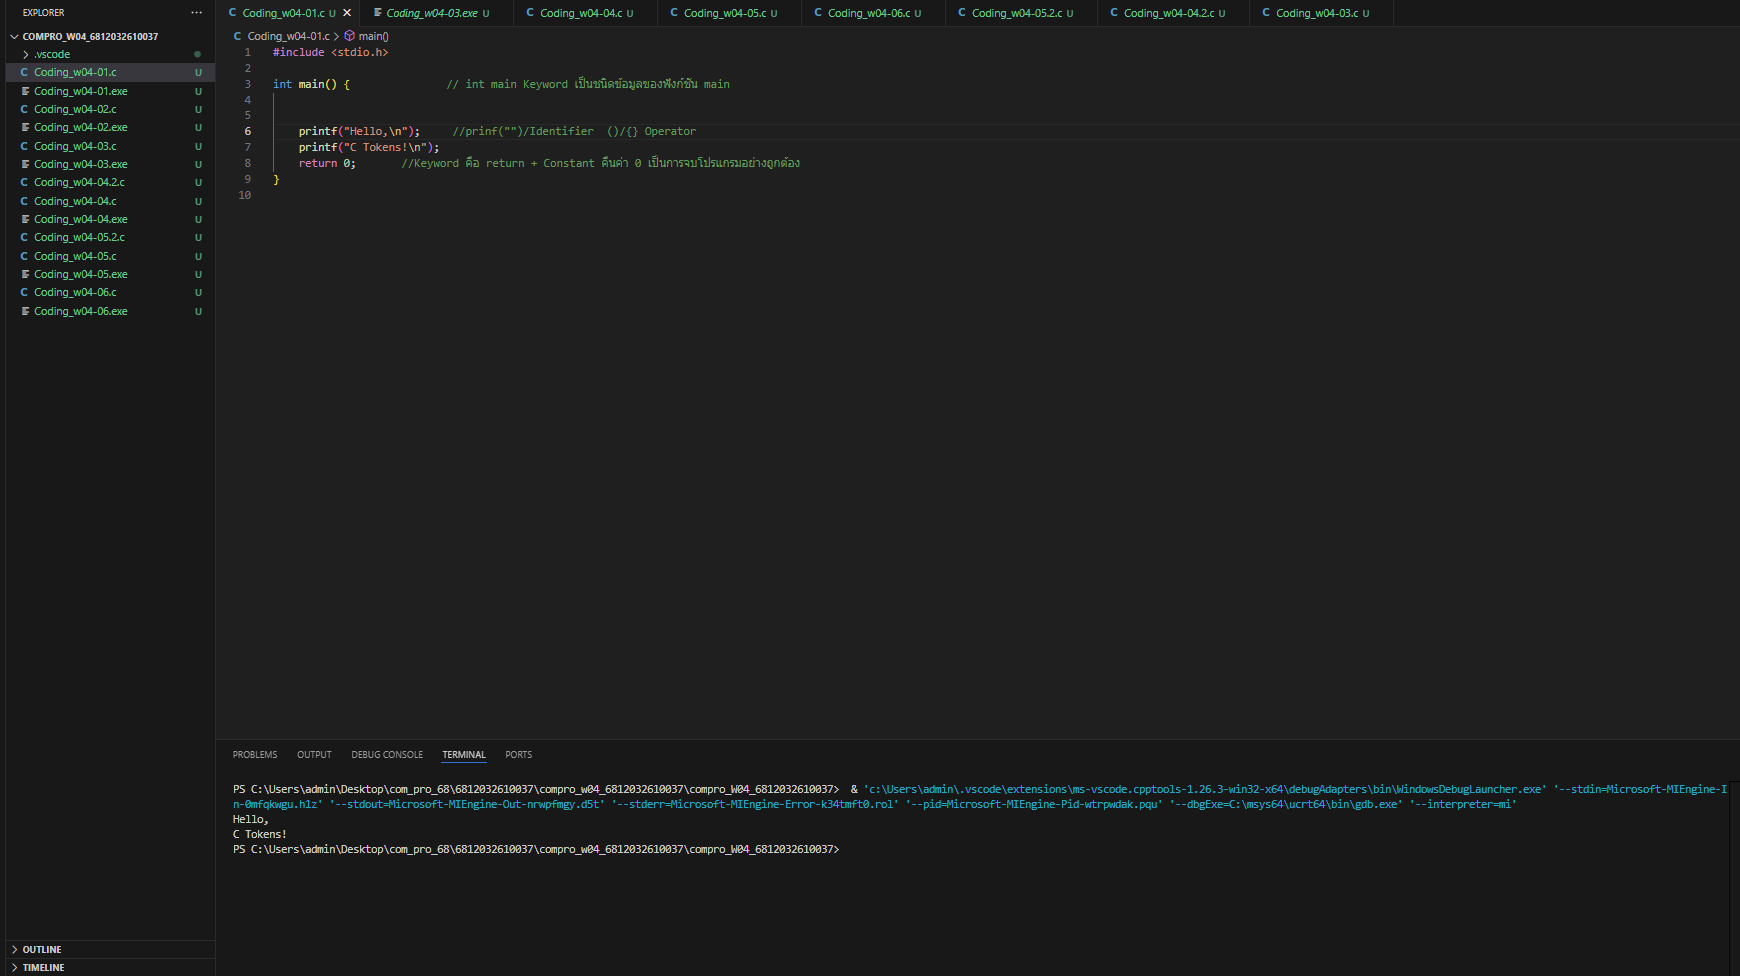 EXPLORER ···
COMPRO_W04_6812032610037
.vscode
C Coding_w04-01.c U
Coding_w04-01.exe U
C Coding_w04-02.c U
Coding_w04-02.exe U
C Coding_w04-03.c U
Coding_w04-03.exe U
C Coding_w04-04.2.c U
C Coding_w04-04.c U
Coding_w04-04.exe U
C Coding_w04-05.2.c U
C Coding_w04-05.c U
Coding_w04-05.exe U
C Coding_w04-06.c U
Coding_w04-06.exe U
OUTLINE
TIMELINE
C Coding_w04-01.c U × Coding_w04-03.exe U C Coding_w04-04.c U C Coding_w04-05.c U C Coding_w04-06.c U C Coding_w04-05.2.c U C Coding_w04-04.2.c U C Coding_w04-03.c U
C Coding_w04-01.c > main()
1 #include <stdio.h>
2
3 int main() { // int main Keyword เป็นชนิดข้อมูลของฟังก์ชัน main
4
5
6 printf("Hello,\n"); //prinf("")/Identifier ()/{} Operator
7 printf("C Tokens!\n");
8 return 0; //Keyword คือ return + Constant คืนค่า 0 เป็นการจบโปรแกรมอย่างถูกต้อง
9 }
10
PROBLEMS OUTPUT DEBUG CONSOLE TERMINAL PORTS
PS C:\Users\admin\Desktop\com_pro_68\6812032610037\compro_w04_6812032610037\compro_W04_6812032610037> & 'c:\Users\admin\.vscode\extensions\ms-vscode.cpptools-1.26.3-win32-x64\debugAdapters\bin\WindowsDebugLauncher.exe' '--stdin=Microsoft-MIEngine-I
n-0mfqkwgu.hlz' '--stdout=Microsoft-MIEngine-Out-nrwpfmgy.d5t' '--stderr=Microsoft-MIEngine-Error-k34tmft0.rol' '--pid=Microsoft-MIEngine-Pid-wtrpwdak.pqu' '--dbgExe=C:\msys64\ucrt64\bin\gdb.exe' '--interpreter=mi'
Hello,
C Tokens!
PS C:\Users\admin\Desktop\com_pro_68\6812032610037\compro_w04_6812032610037\compro_W04_6812032610037>